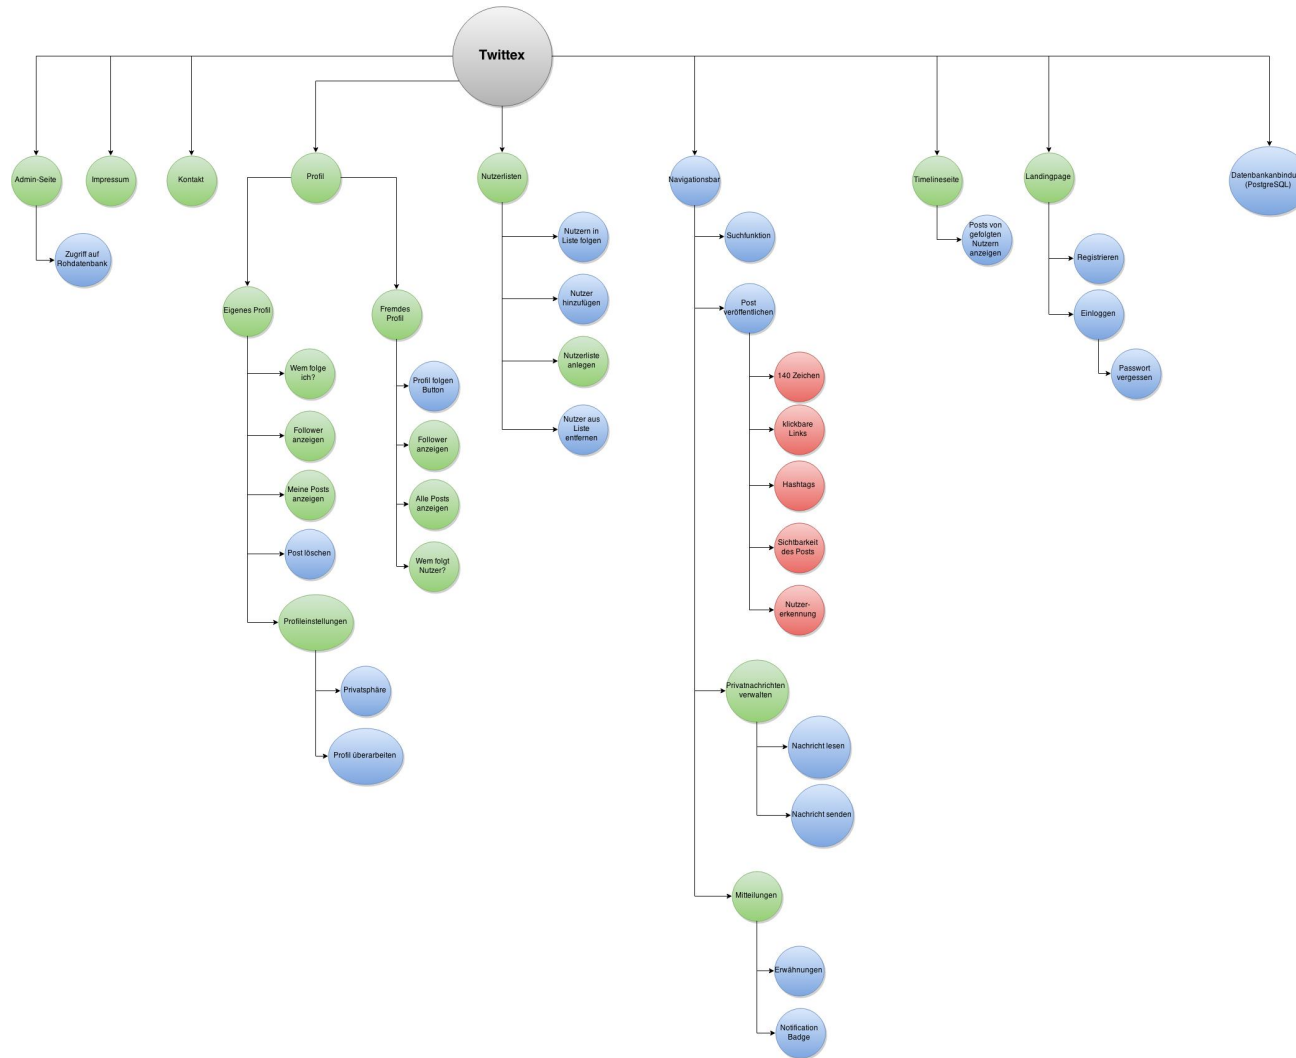 Twittex
Admin-Seite
Impressum
Kontakt
Profil
Nutzerlisten
Navigationsbar
Timelineseite
Landingpage
Datenbankanbindu
(PostgreSQL)
Zugriff auf
Rohdatenbank
Eigenes Profil
Wem folge
ich?
Follower
anzeigen
Meine Posts
anzeigen
Post löschen
Profileinstellungen
Privatsphäre
Profil überarbeiten
Fremdes
Profil
Profil folgen
Button
Follower
anzeigen
Alle Posts
anzeigen
Wem folgt
Nutzer?
Nutzern in
Liste folgen
Nutzer
hinzufügen
Nutzerliste
anlegen
Nutzer aus
Liste
entfernen
Suchfunktion
Post
veröffentlichen
140 Zeichen
klickbare
Links
Hashtags
Sichtbarkeit
des Posts
Nutzer-
erkennung
Privatnachrichten
verwalten
Nachricht lesen
Nachricht senden
Mitteilungen
Erwähnungen
Notification
Badge
Posts von
gefolgten
Nutzern
anzeigen
Registrieren
Einloggen
Passwort
vergessen